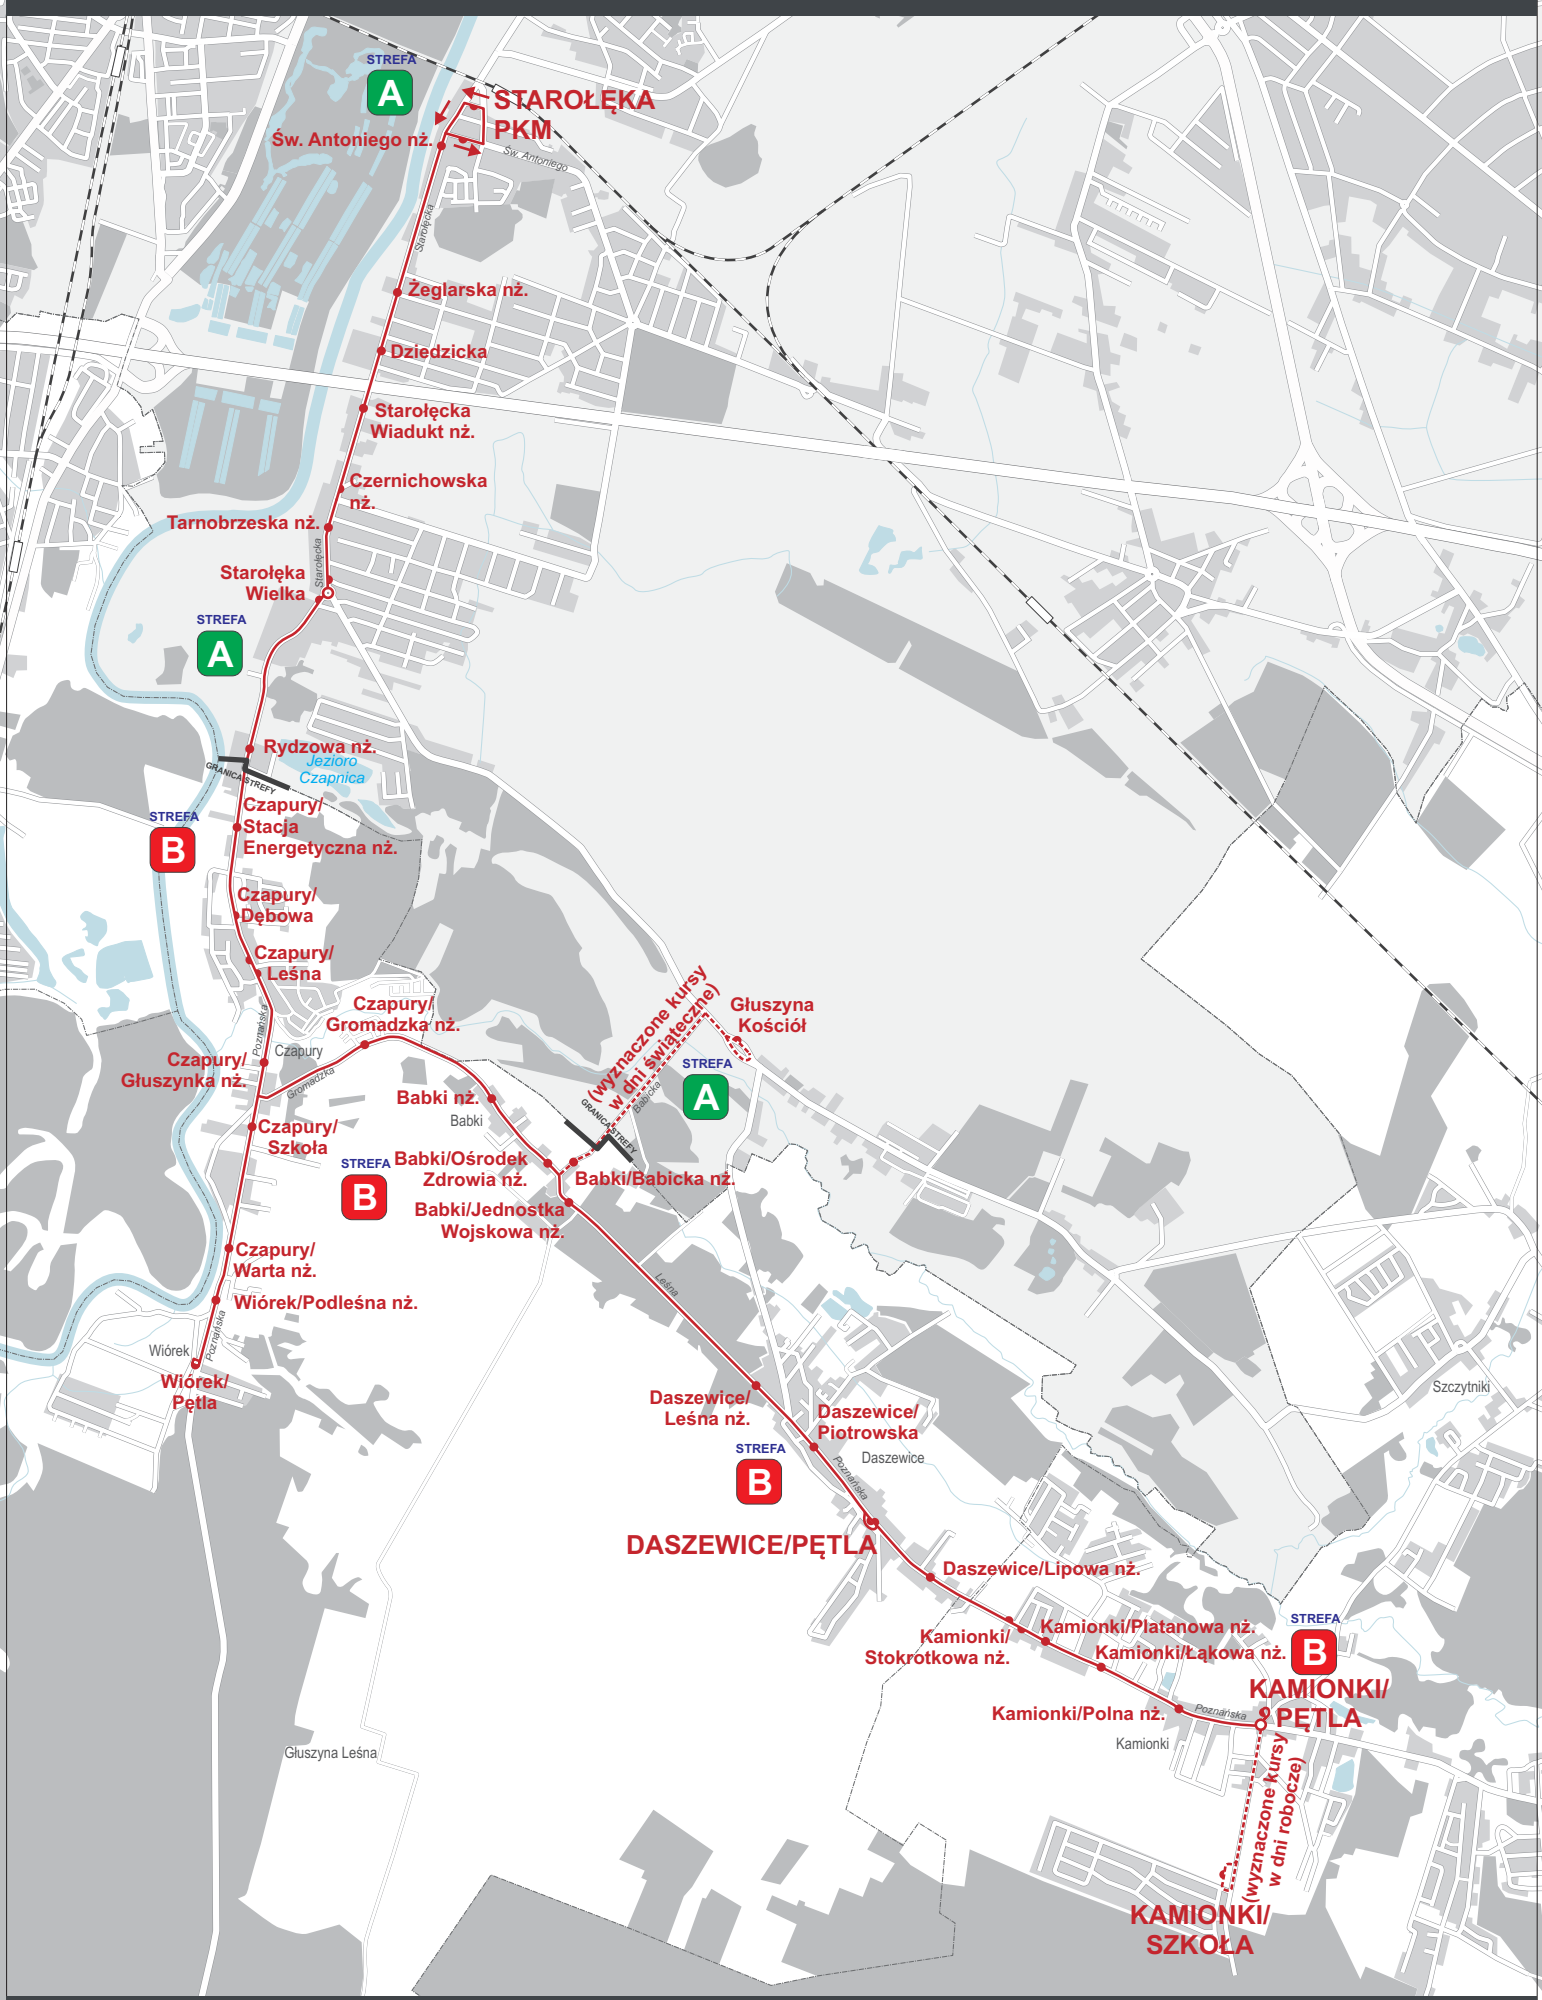 STREFA
A
STAROŁĘKA
PKM
Św. Antoniego nż.
Św. Antoniego
Starołęcka
Żeglarska nż.
Dziedzicka
Starołęcka
Wiadukt nż.
Czernichowska
nż.
Tarnobrzeska nż.
Starołęcka
Starołęka
Wielka
STREFA
A
Rydzowa nż.
Jezioro
Czapnica
GRANICA STREFY
STREFA
B
Czapury/
Stacja
Energetyczna nż.
Czapury/
Dębowa
Czapury/
Leśna
Poznańska
Czapury
Czapury/
Gromadzka nż.
Gromadzka
Czapury/
Głuszynka nż.
Czapury/
Szkoła
(wyznaczone kursy
w dni świąteczne)
Głuszyna
Kościół
STREFA
A
Babicka
GRANICA STREFY
Babki nż.
Babki
STREFA
B
Babki/Ośrodek
Zdrowia nż.
Babki/Babicka nż.
Babki/Jednostka
Wojskowa nż.
Czapury/
Warta nż.
Wiórek/Podleśna nż.
Poznańska
Wiórek
Wiórek/
Pętla
Leśna
Daszewice/
Leśna nż.
Daszewice/
Piotrowska
Daszewice
Szczytniki
STREFA
B
Poznańska
DASZEWICE/PĘTLA
Daszewice/Lipowa nż.
Kamionki/
Stokrotkowa nż.
Kamionki/Platanowa nż.
Kamionki/Łąkowa nż.
STREFA
B
KAMIONKI/
PĘTLA
Kamionki/Polna nż.
Poznańska
Kamionki
Głuszyna Leśna
(wyznaczone kursy
w dni robocze)
KAMIONKI/
SZKOŁA